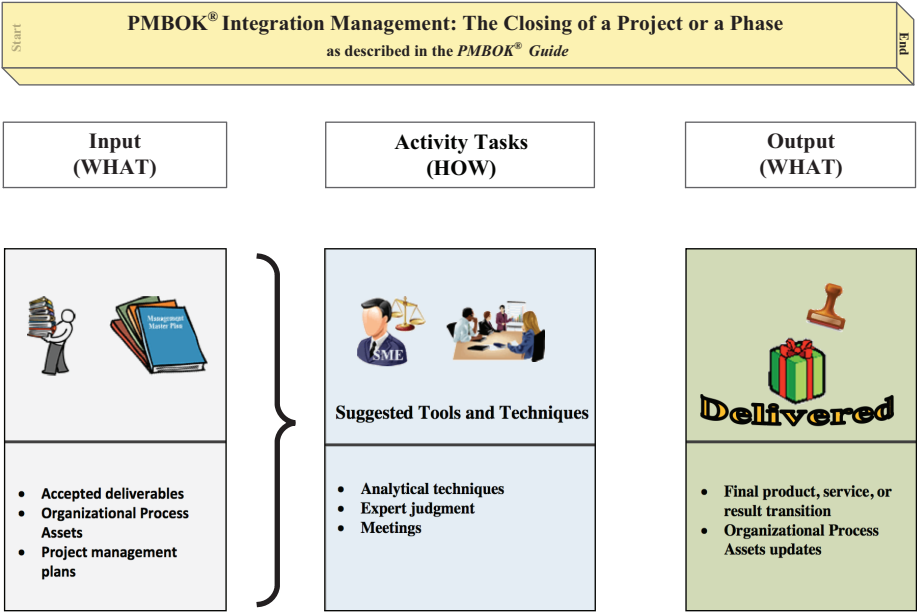 Start
PMBOK® Integration Management: The Closing of a Project or a Phase
as described in the PMBOK® Guide
End
Input
(WHAT)
Activity Tasks
(HOW)
Output
(WHAT)
Management
Master Plan
SME
Suggested Tools and Techniques
Delivered
• Accepted deliverables
• Organizational Process
Assets
• Project management
plans
• Analytical techniques
• Expert judgment
• Meetings
• Final product, service, or
result transition
• Organizational Process
Assets updates